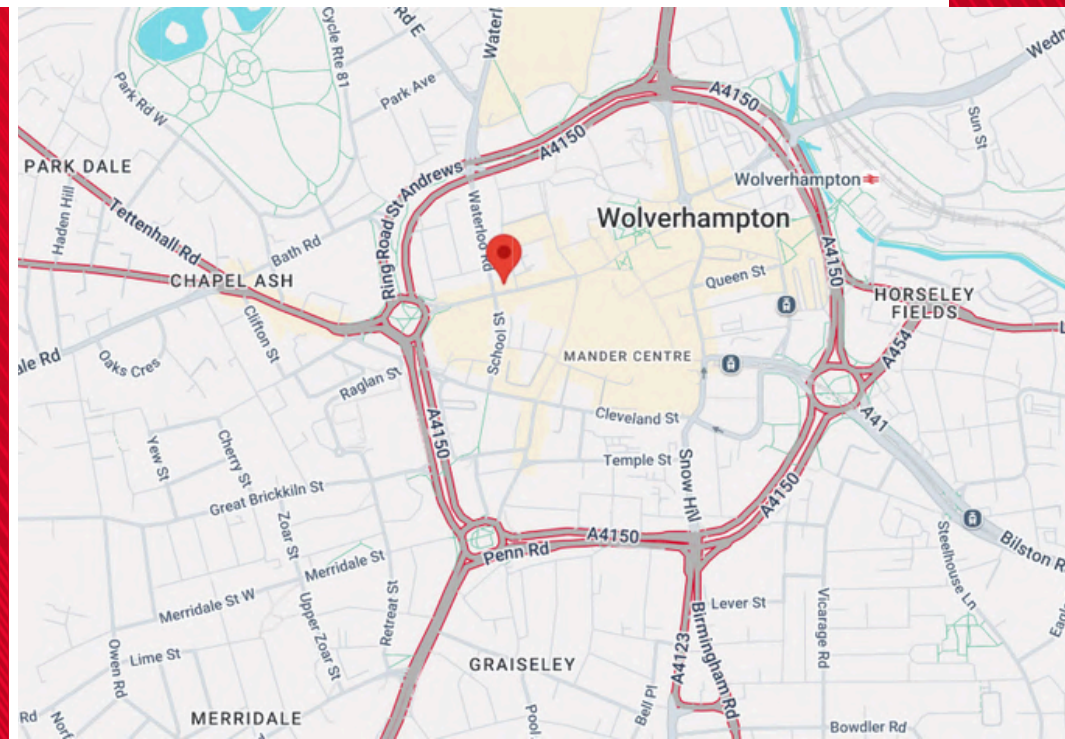 Rd E
Waterl
Cycle Rte 81
Park Ave
Park Rd W
A4150
Wedn
Sun St
A4150
PARK DALE
Ring Road St Andrews
Wolverhampton
Haden Hill
Tettenhall Rd
Waterloo Rd
Wolverhampton
Bath Rd
A4150
CHAPEL ASH
Queen St
HORSELEY
FIELDS
Clifton St
School St
ale Rd
Oaks Cres
MANDER CENTRE
A454
Raglan St
Cleveland St
A41
A4150
Yew St
Cherry St
Temple St
Snow Hill
Great Brickkiln St
A4150
Zoar St
A4150
Penn Rd
Bilston R
Steelhouse Ln
Merridale St
Merridale St W
Upper Zoar St
Retreat St
Lever St
Birmingham Rd
Vicarage Rd
Eagl
Owen Rd
Lime St
GRAISELEY
A4123
Rd
Norf
MERRIDALE
Pool
Bell Pl
Bowdler Rd